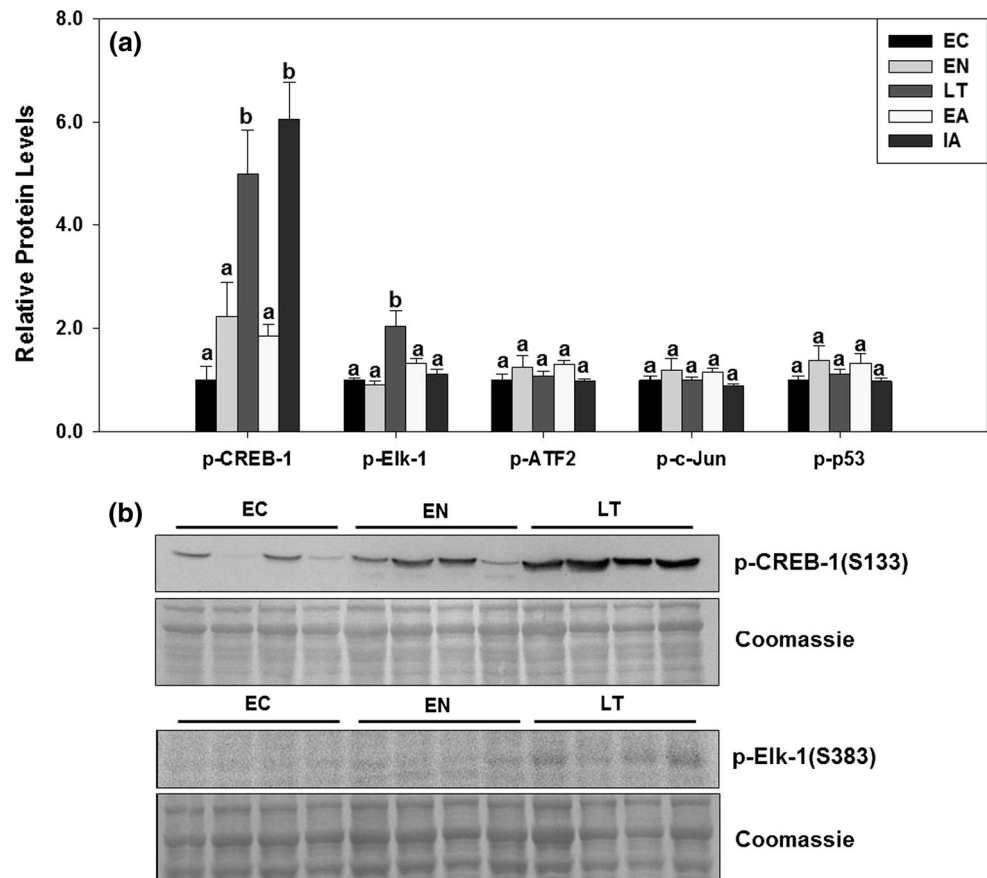 (a)
Relative Protein Levels
8.0
6.0
4.0
2.0
0.0
EC
EN
LT
EA
IA
a a b a b
a a b a a
a a a a a
a a a a a
a a a a a
p-CREB-1 p-Elk-1 p-ATF2 p-c-Jun p-p53
(b)
EC EN LT
p-CREB-1(S133)
Coomassie
EC EN LT
p-Elk-1(S383)
Coomassie